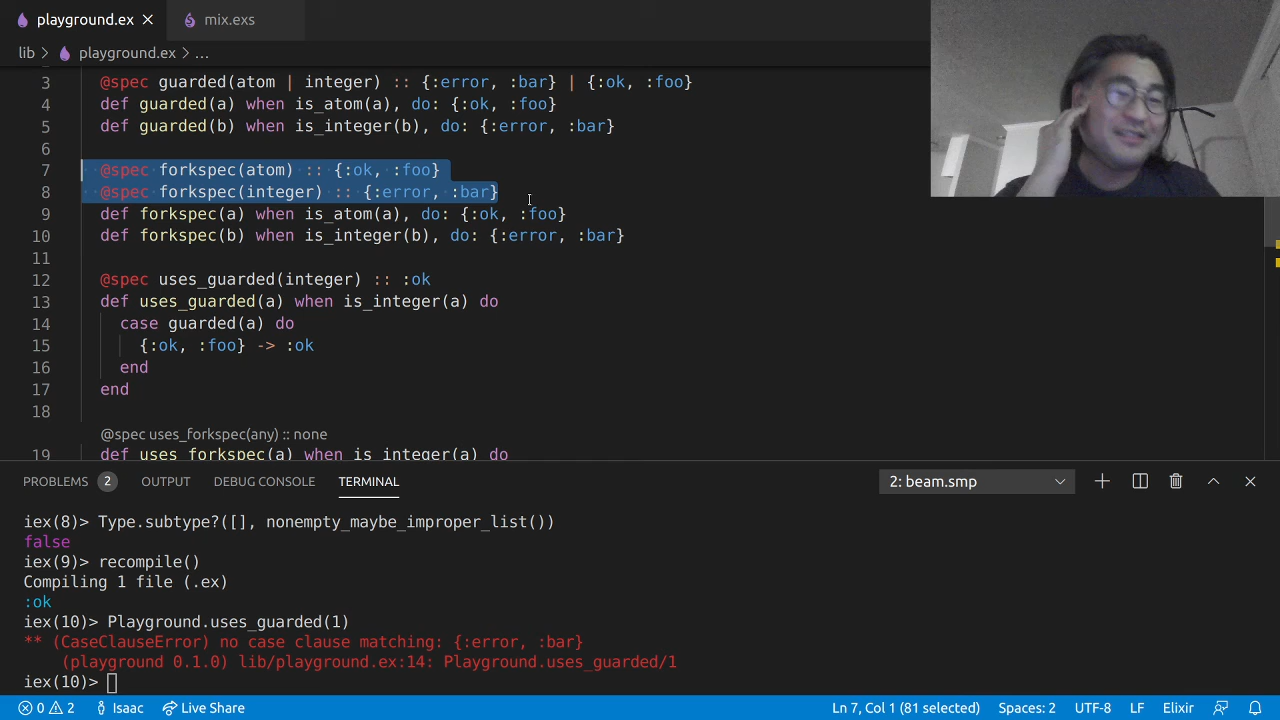 playground.ex
mix.exs
lib > playground.ex > ...
3 @spec guarded(atom | integer) :: {:error, :bar} | {:ok, :foo}
4 def guarded(a) when is_atom(a), do: {:ok, :foo}
5 def guarded(b) when is_integer(b), do: {:error, :bar}
6
7 @spec forkspec(atom) :: {:ok, :foo}
8 @spec forkspec(integer) :: {:error, :bar}
9 def forkspec(a) when is_atom(a), do: {:ok, :foo}
10 def forkspec(b) when is_integer(b), do: {:error, :bar}
11
12 @spec uses_guarded(integer) :: :ok
13 def uses_guarded(a) when is_integer(a) do
14 case guarded(a) do
15 {:ok, :foo} -> :ok
16 end
17 end
18
@spec uses_forkspec(any) :: none
19 def uses_forkspec(a) when is_integer(a) do
PROBLEMS 2 OUTPUT DEBUG CONSOLE TERMINAL 2: beam.smp
iex(8)> Type.subtype?([], nonempty_maybe_improper_list())
false
iex(9)> recompile()
Compiling 1 file (.ex)
:ok
iex(10)> Playground.uses_guarded(1)
** (CaseClauseError) no case clause matching: {:error, :bar}
(playground 0.1.0) lib/playground.ex:14: Playground.uses_guarded/1
iex(10)>
0 2 Isaac Live Share Ln 7, Col 1 (81 selected) Spaces: 2 UTF-8 LF Elixir